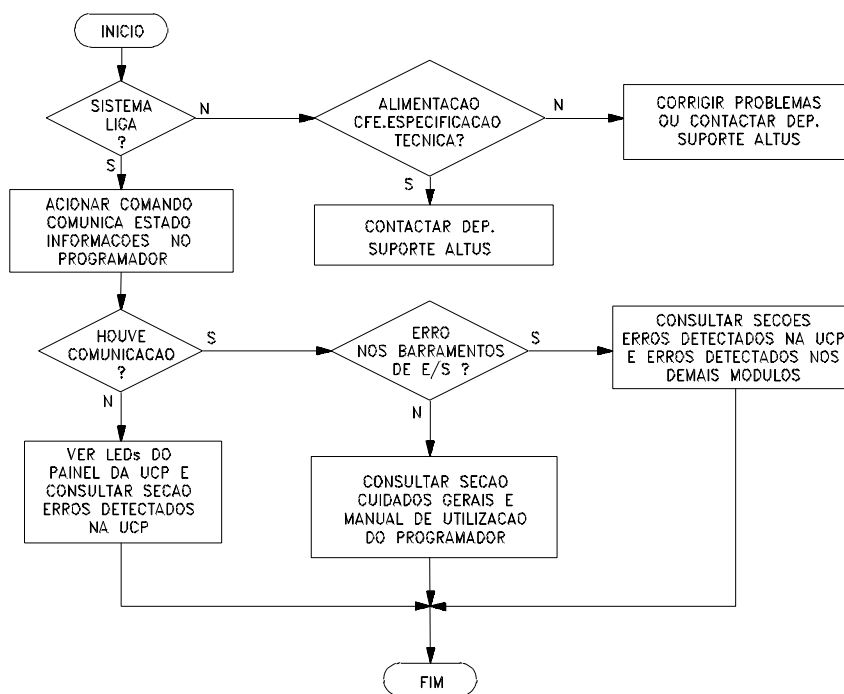 INICIO
SISTEMA
LIGA
?
N
ALIMENTACAO
CFE.ESPECIFICACAO
TECNICA?
N
CORRIGIR PROBLEMAS
OU CONTACTAR DEP.
SUPORTE ALTUS
S
S
ACIONAR COMANDO
COMUNICA ESTADO
INFORMACOES NO
PROGRAMADOR
CONTACTAR DEP.
SUPORTE ALTUS
HOUVE
COMUNICACAO
?
S
ERRO
NOS BARRAMENTOS
DE E/S ?
S
CONSULTAR SECOES
ERROS DETECTADOS NA UCP
E ERROS DETECTADOS NOS
DEMAIS MODULOS
N
N
VER LEDs DO
PAINEL DA UCP E
CONSULTAR SECAO
ERROS DETECTADOS
NA UCP
CONSULTAR SECAO
CUIDADOS GERAIS E
MANUAL DE UTILIZACAO
DO PROGRAMADOR
FIM